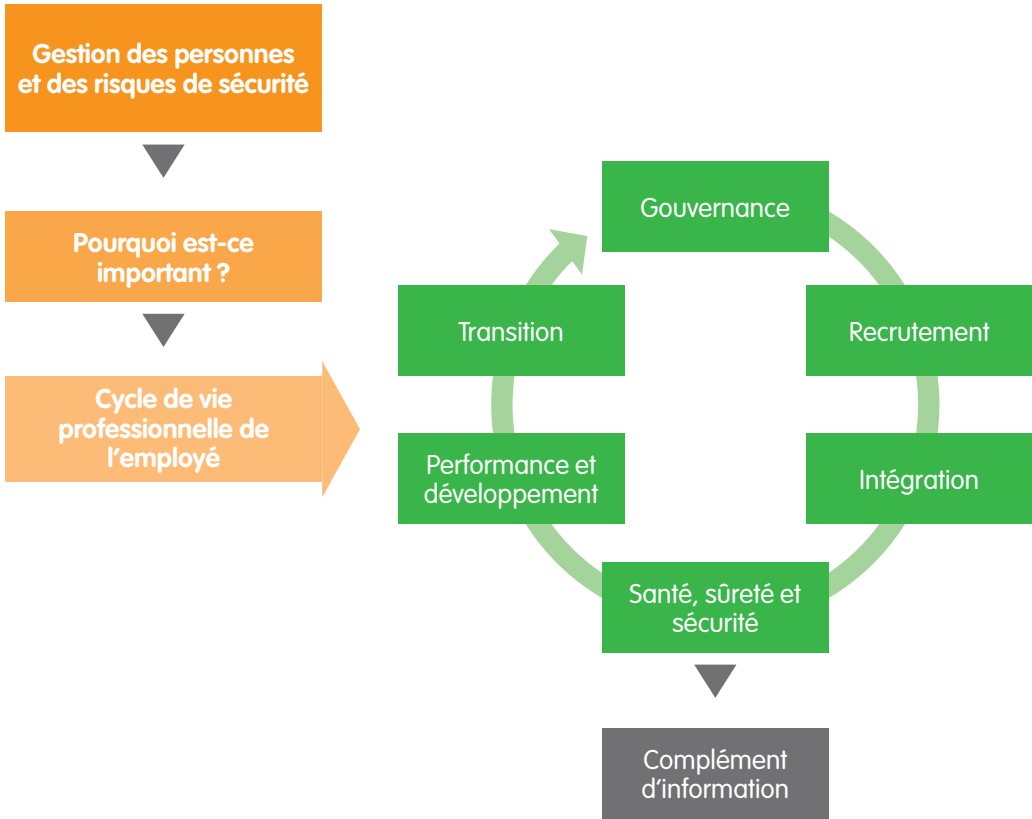 Gestion des personnes
et des risques de sécurité
Pourquoi est-ce
important ?
Cycle de vie
professionnelle de
l’employé
Gouvernance
Recrutement
Intégration
Santé, sûreté et
sécurité
Performance et
développement
Transition
Complément
d’information